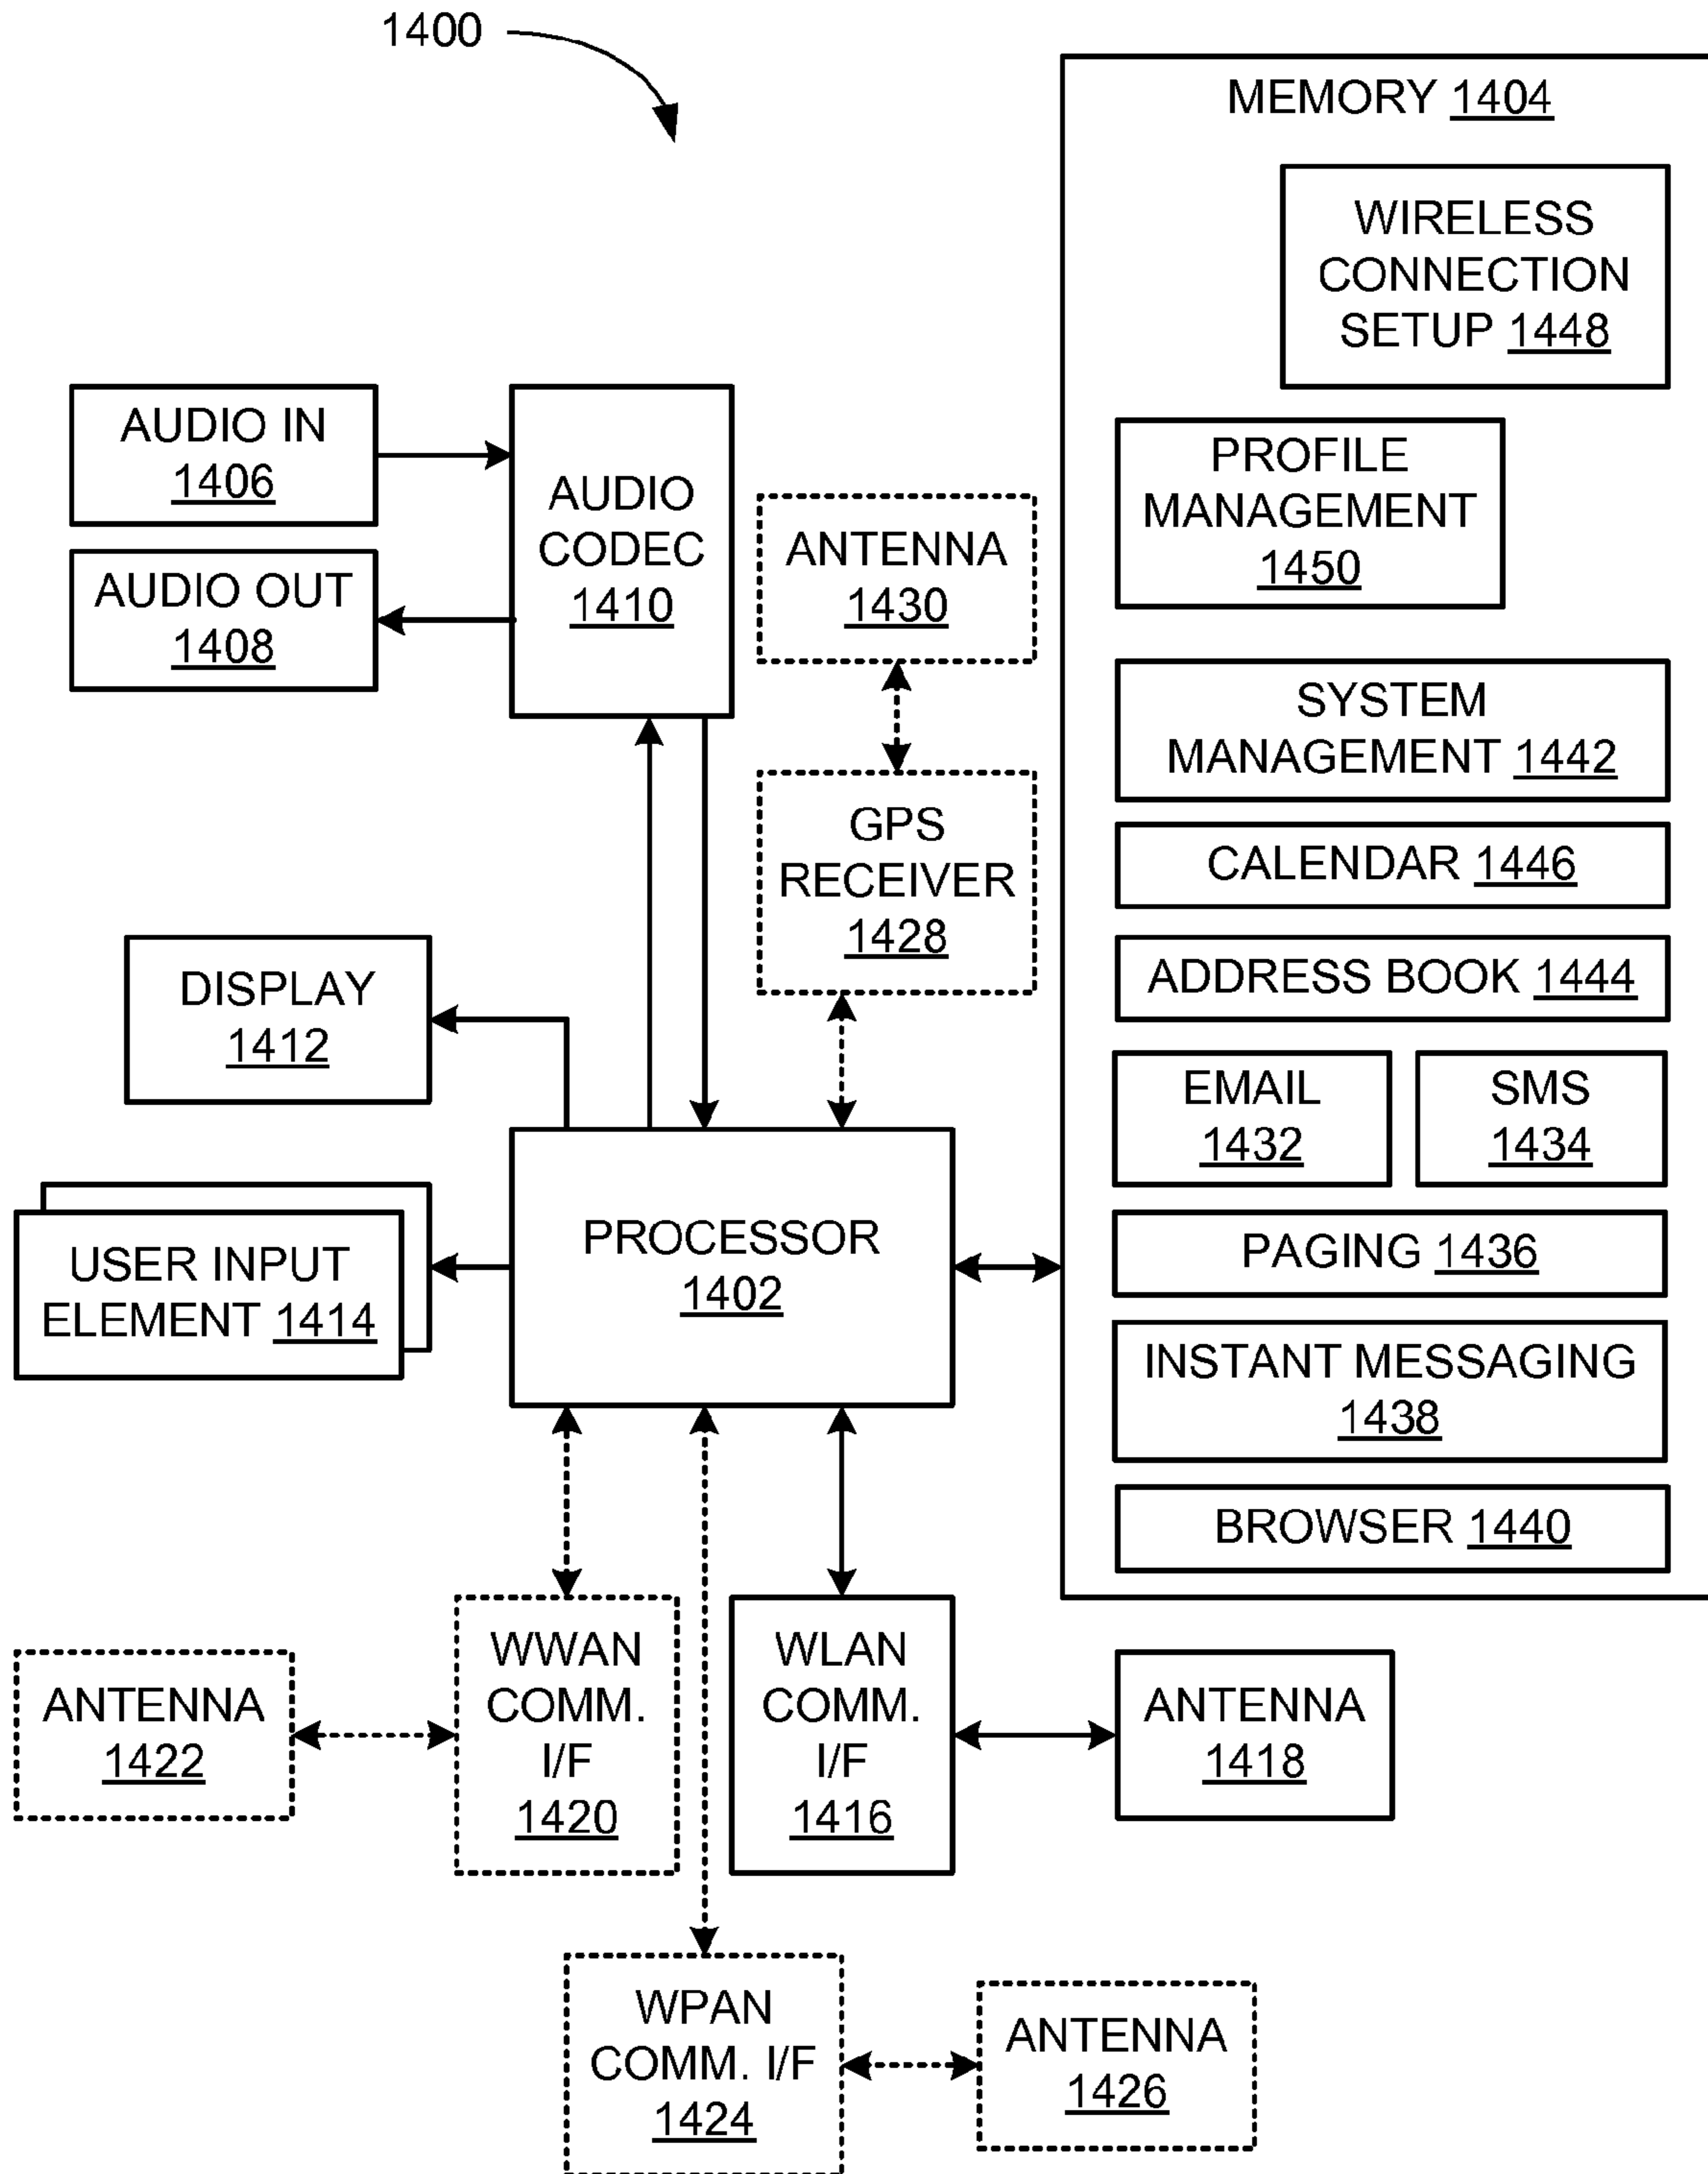 1400
MEMORY 1404
WIRELESS
CONNECTION
SETUP 1448
PROFILE
MANAGEMENT
1450
SYSTEM
MANAGEMENT 1442
CALENDAR 1446
ADDRESS BOOK 1444
EMAIL
1432
SMS
1434
PAGING 1436
INSTANT MESSAGING
1438
BROWSER 1440
AUDIO IN
1406
AUDIO OUT
1408
AUDIO
CODEC
1410
ANTENNA
1430
GPS
RECEIVER
1428
DISPLAY
1412
USER INPUT
ELEMENT 1414
PROCESSOR
1402
ANTENNA
1422
WWAN
COMM.
I/F
1420
WLAN
COMM.
I/F
1416
ANTENNA
1418
WPAN
COMM. I/F
1424
ANTENNA
1426